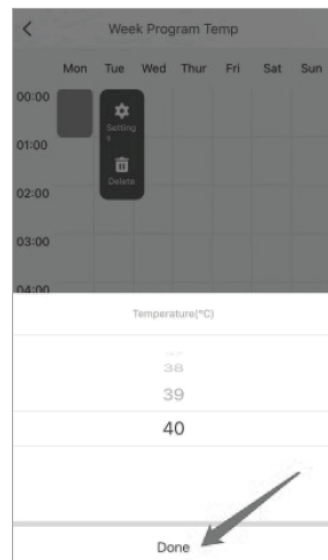 Week Program Temp
Mon Tue Wed Thur Fri Sat Sun
00:00
Setting
s
01:00
Delete
02:00
03:00
04:00
Temperature(°C)
38
39
40
Done